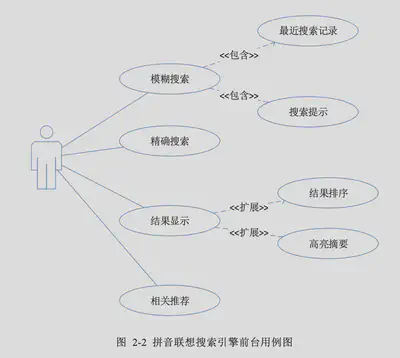 最近搜索记录
<<包含>>
模糊搜索
<<包含>>
搜索提示
精确搜索
结果排序
<<扩展>>
结果显示
<<扩展>>
高亮摘要
相关推荐
图 2-2 拼音联想搜索引擎前台用例图